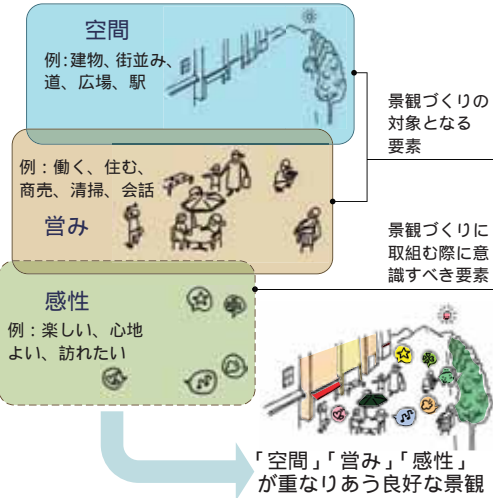 空間
例：建物、街並み、
道、広場、駅
景観づくりの
対象となる
要素
例：働く、住む、
商売、清掃、会話
営み
景観づくりに
取組む際に意
識すべき要素
感性
例：楽しい、心地
よい、訪れたい
「空間」「営み」「感性」
が重なりあう良好な景観